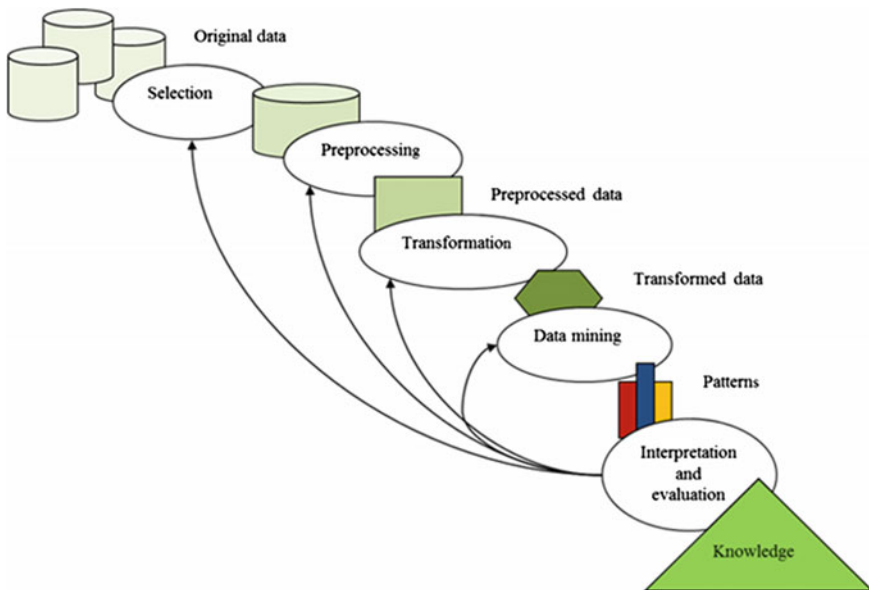 Original data
Selection
Preprocessing
Preprocessed data
Transformation
Transformed data
Data mining
Patterns
Interpretation
and
evaluation
Knowledge